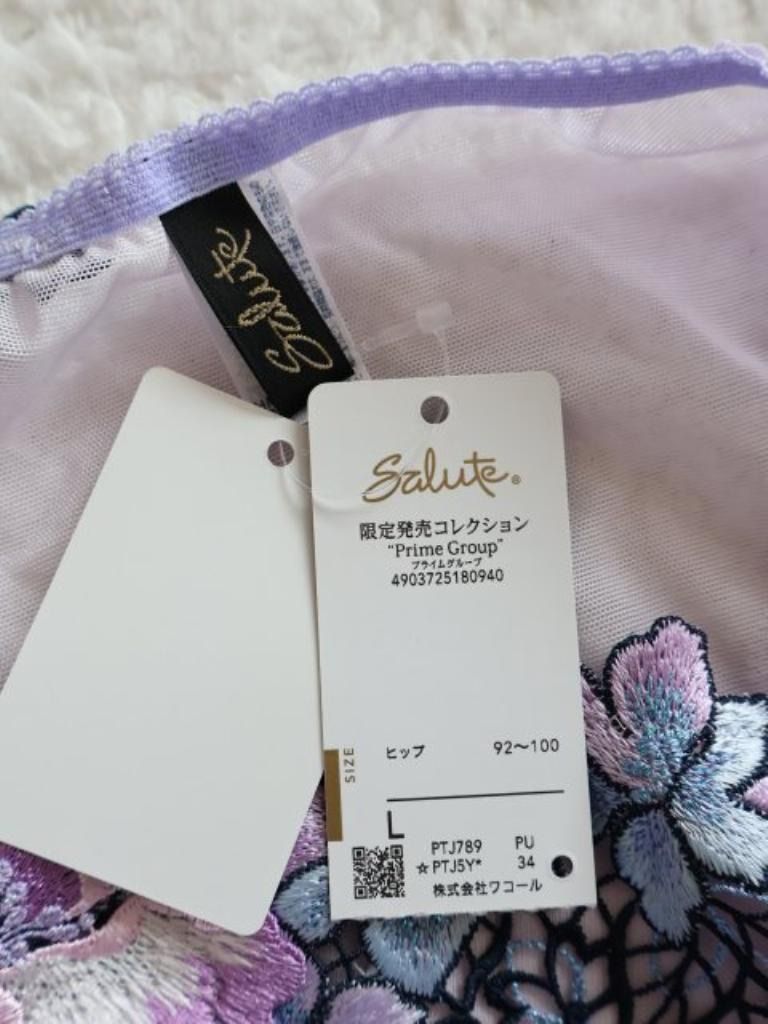 Salute
Salute®
限定発売コレクション
"Prime Group"
プライムグループ
4903725180940
SIZE
ヒップ 92〜100
L
PTJ789 PU
☆PTJ5Y* 34
株式会社ワコール